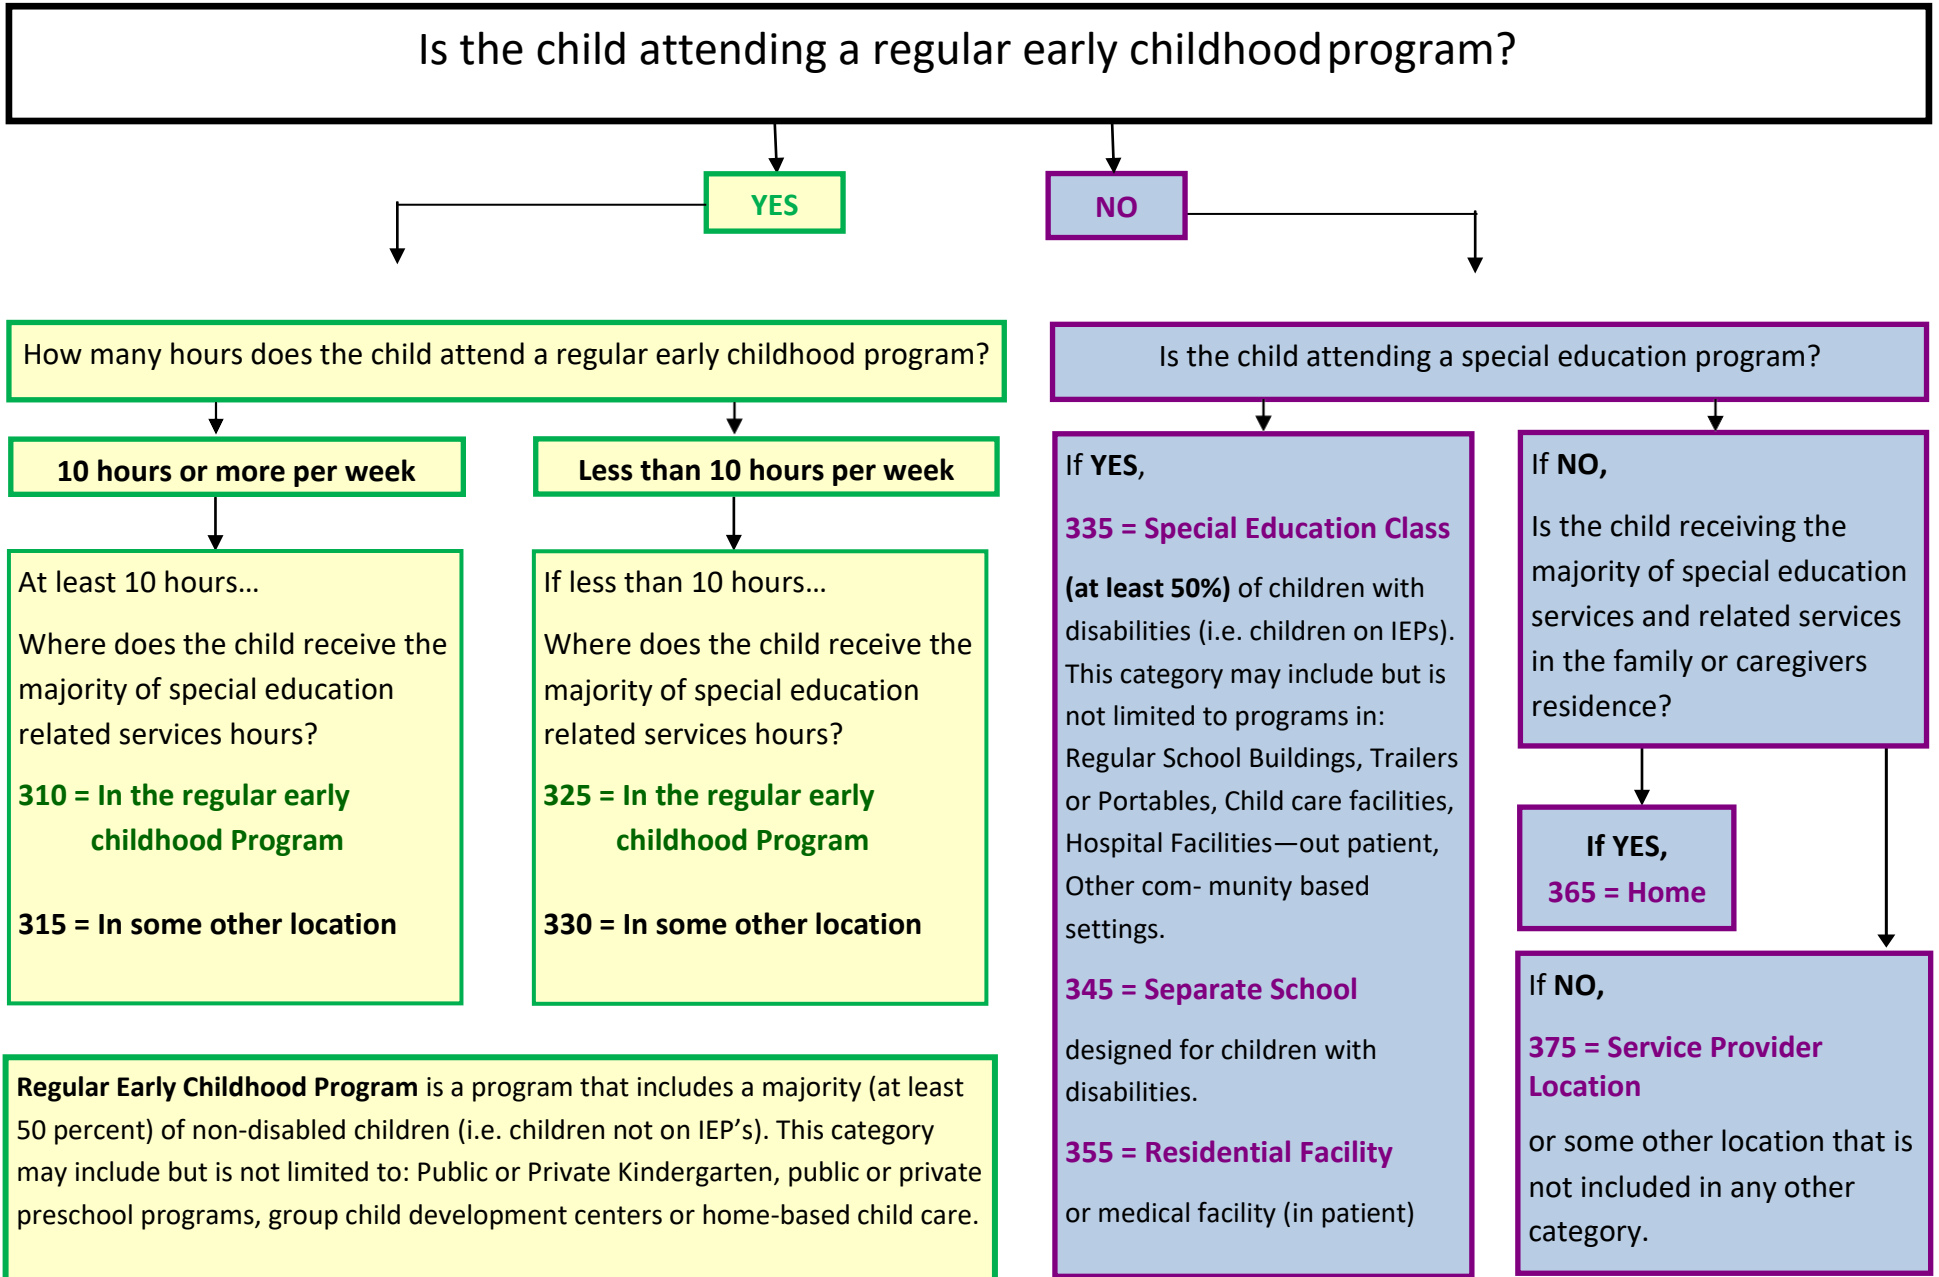 Is the child attending a regular early childhood program?
YES
NO
How many hours does the child attend a regular early childhood program?
10 hours or more per week
Less than 10 hours per week
At least 10 hours...
Where does the child receive the
majority of special education
related services hours?
310 = In the regular early
childhood Program
315 = In some other location
If less than 10 hours...
Where does the child receive the
majority of special education
related services hours?
325 = In the regular early
childhood Program
330 = In some other location
Regular Early Childhood Program is a program that includes a majority (at least
50 percent) of non-disabled children (i.e. children not on IEP’s). This category
may include but is not limited to: Public or Private Kindergarten, public or private
preschool programs, group child development centers or home-based child care.
Is the child attending a special education program?
If YES,
335 = Special Education Class
(at least 50%) of children with
disabilities (i.e. children on IEPs).
This category may include but is
not limited to programs in:
Regular School Buildings, Trailers
or Portables, Child care facilities,
Hospital Facilities—out patient,
Other com- munity based
settings.
345 = Separate School
designed for children with
disabilities.
355 = Residential Facility
or medical facility (in patient)
If NO,
Is the child receiving the
majority of special education
services and related services
in the family or caregivers
residence?
If YES,
365 = Home
If NO,
375 = Service Provider
Location
or some other location that is
not included in any other
category.